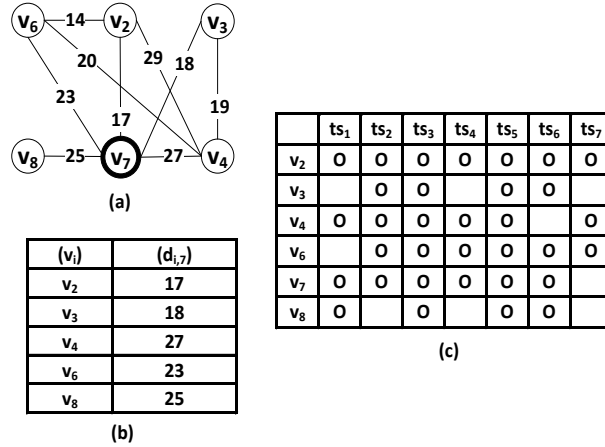 v6 14 v2 v3
20 29 18
23 17 19
v8 25 v7 27 v4
(a)
(vi) (di,7)
v2 17
v3 18
v4 27
v6 23
v8 25
(b)
ts1 ts2 ts3 ts4 ts5 ts6 ts7
v2 O O O O O O O
v3 O O O O
v4 O O O O O O
v6 O O O O O O
v7 O O O O O O
v8 O O O O
(c)